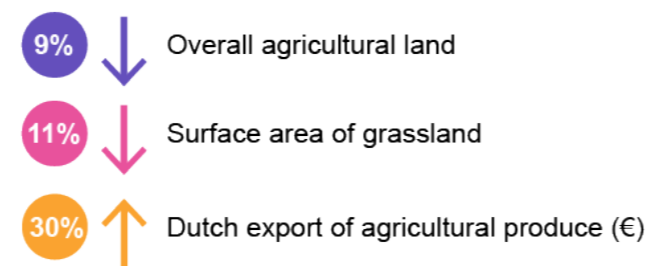 9% Overall agricultural land
11% Surface area of grassland
30% Dutch export of agricultural produce (€)